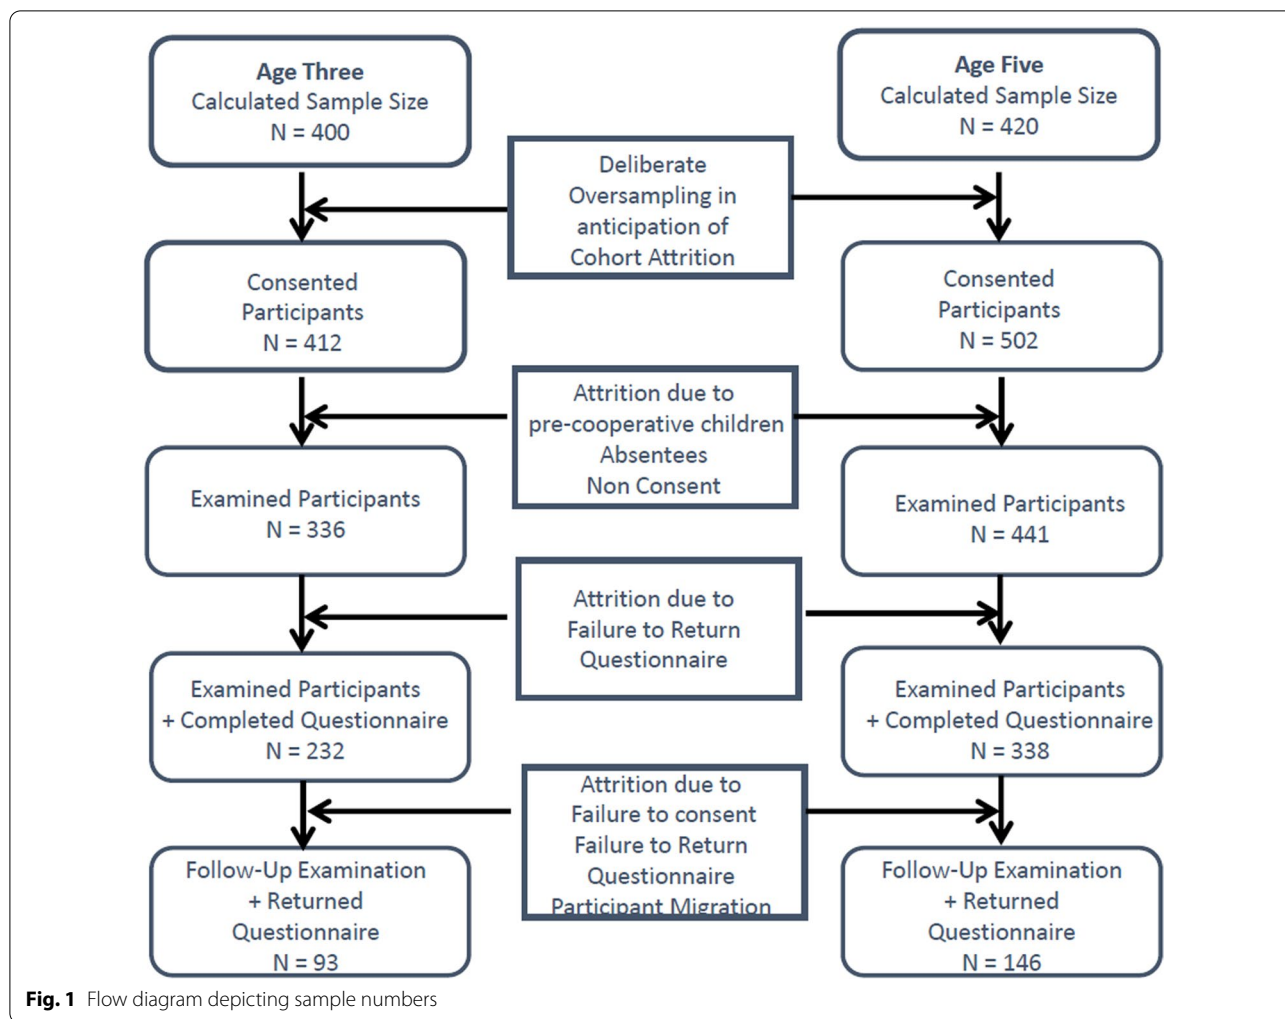 Age Three
Calculated Sample Size
N = 400
Age Five
Calculated Sample Size
N = 420
Deliberate
Oversampling in
anticipation of
Cohort Attrition
Consented
Participants
N = 412
Consented
Participants
N = 502
Attrition due to
pre-cooperative children
Absentees
Non Consent
Examined Participants
N = 336
Examined Participants
N = 441
Attrition due to
Failure to Return
Questionnaire
Examined Participants
+ Completed Questionnaire
N = 232
Examined Participants
+ Completed Questionnaire
N = 338
Attrition due to
Failure to consent
Failure to Return
Questionnaire
Participant Migration
Follow-Up Examination
+ Returned
Questionnaire
N = 93
Follow-Up Examination
+ Returned
Questionnaire
N = 146
Fig. 1 Flow diagram depicting sample numbers